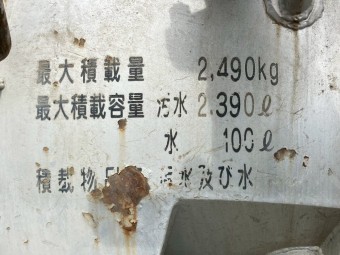 最大積載量 2,490kg
最大積載容量 汚水 2.390ℓ
水 100ℓ
積載物 汚水及び水